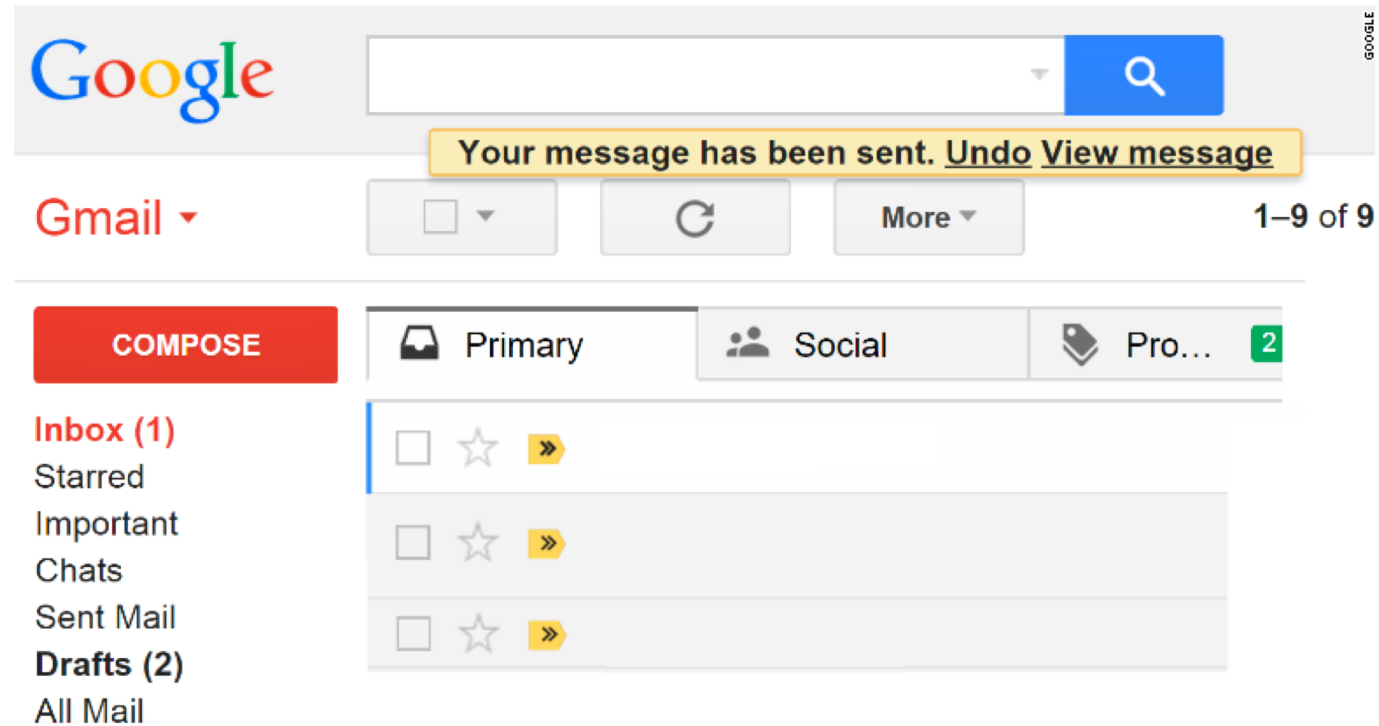 GOOGLE
Google
Your message has been sent. Undo View message
Gmail
More
1–9 of 9
COMPOSE
Primary
Social
Pro...
2
Inbox (1)
Starred
Important
Chats
Sent Mail
Drafts (2)
All Mail